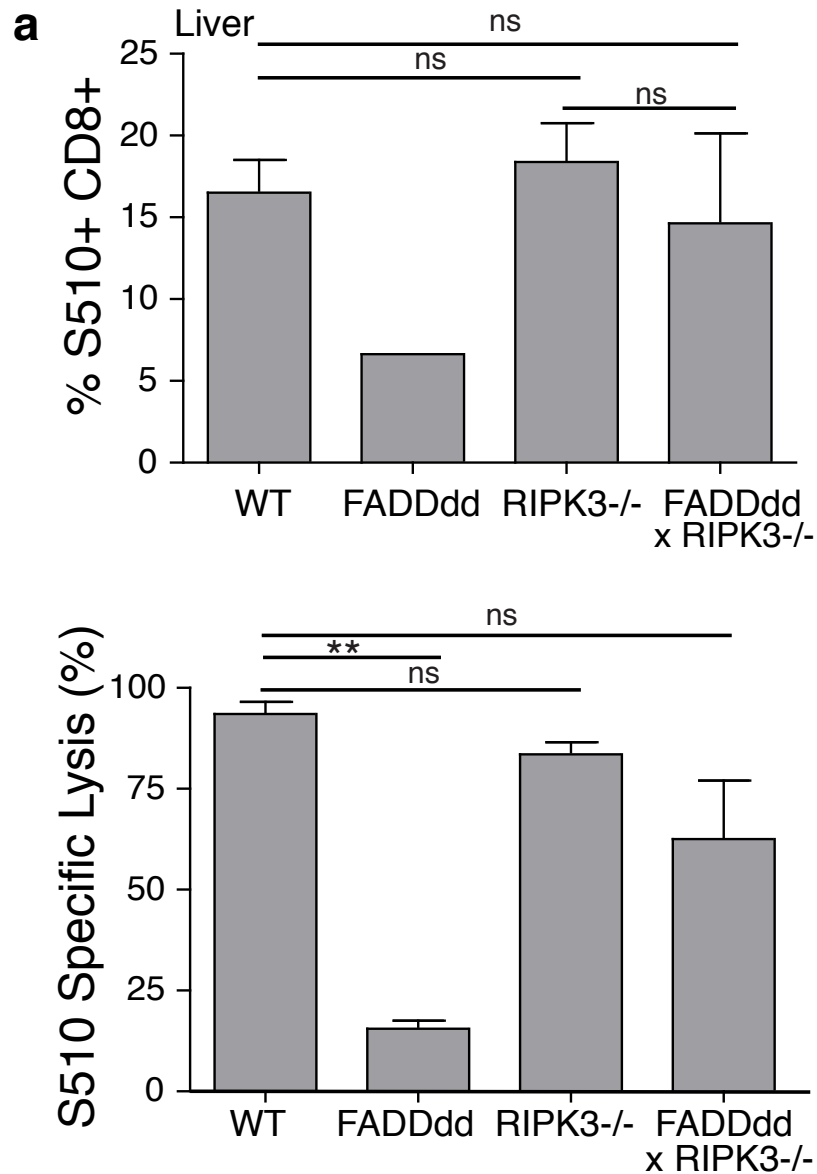 a
Liver
ns
ns
ns
% S510+ CD8+
25
20
15
10
5
0
WT
FADDdd
RIPK3-/-
FADDdd
x RIPK3-/-
ns
**
ns
S510 Specific Lysis (%)
100
75
50
25
0
WT
FADDdd
RIPK3-/-
FADDdd
x RIPK3-/-